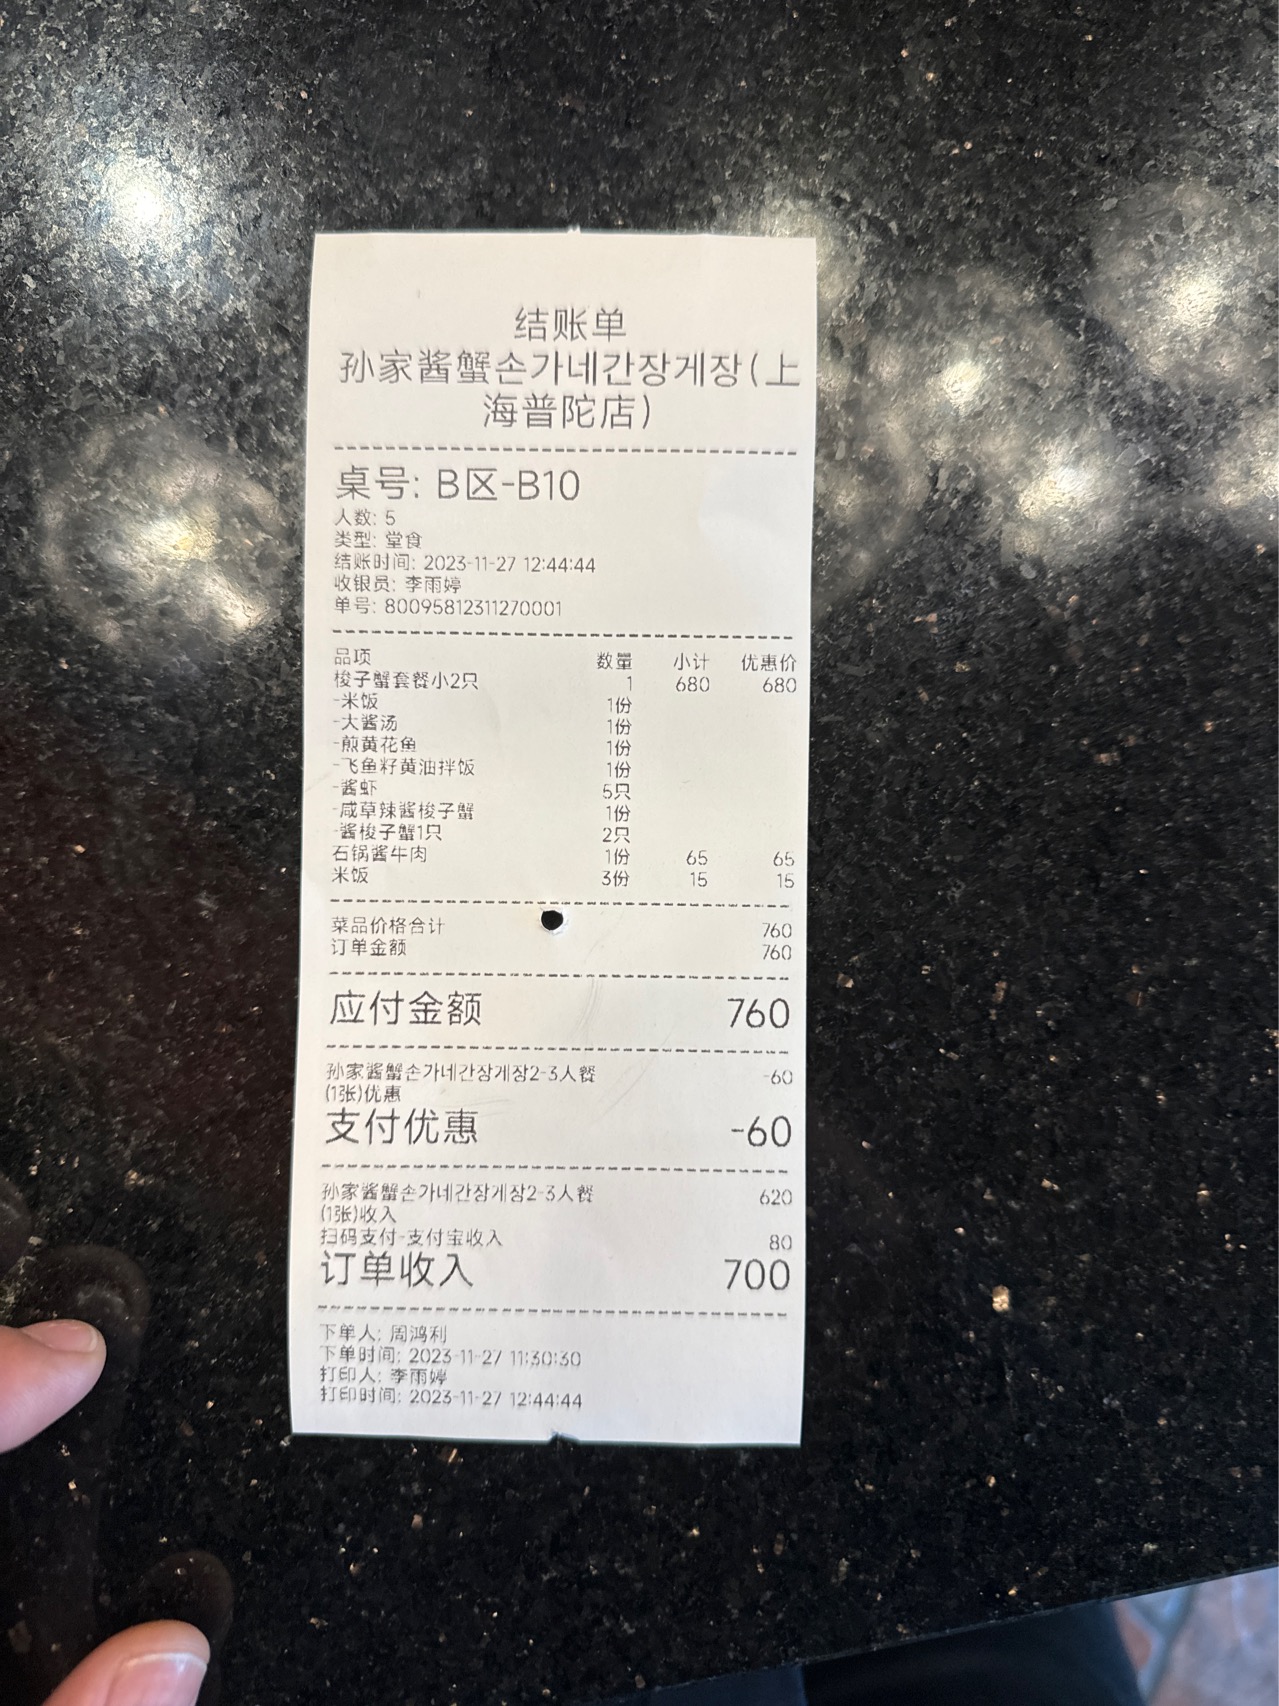 结账单
孙家酱蟹손가네간장게장(上
海普陀店)
桌号: B区-B10
人数: 5
类型: 堂食
结账时间: 2023-11-27 12:44:44
收银员: 李雨婷
单号: 80095812311270001
品项 数量 小计 优惠价
梭子蟹套餐小2只 1 680 680
-米饭 1份
-大酱汤 1份
-煎黄花鱼 1份
-飞鱼籽黄油拌饭 1份
-酱虾 5只
-咸草辣酱梭子蟹 1份
-酱梭子蟹1只 2只
石锅酱牛肉 1份 65 65
米饭 3份 15 15
菜品价格合计 760
订单金额 760
应付金额 760
孙家酱蟹손가네간장게장2-3人餐 -60
(1张)优惠
支付优惠 -60
孙家酱蟹손가네간장게장2-3人餐 620
(1张)收入
扫码支付-支付宝收入 80
订单收入 700
下单人: 周鸿利
下单时间: 2023-11-27 11:30:30
打印人: 李雨婷
打印时间: 2023-11-27 12:44:44